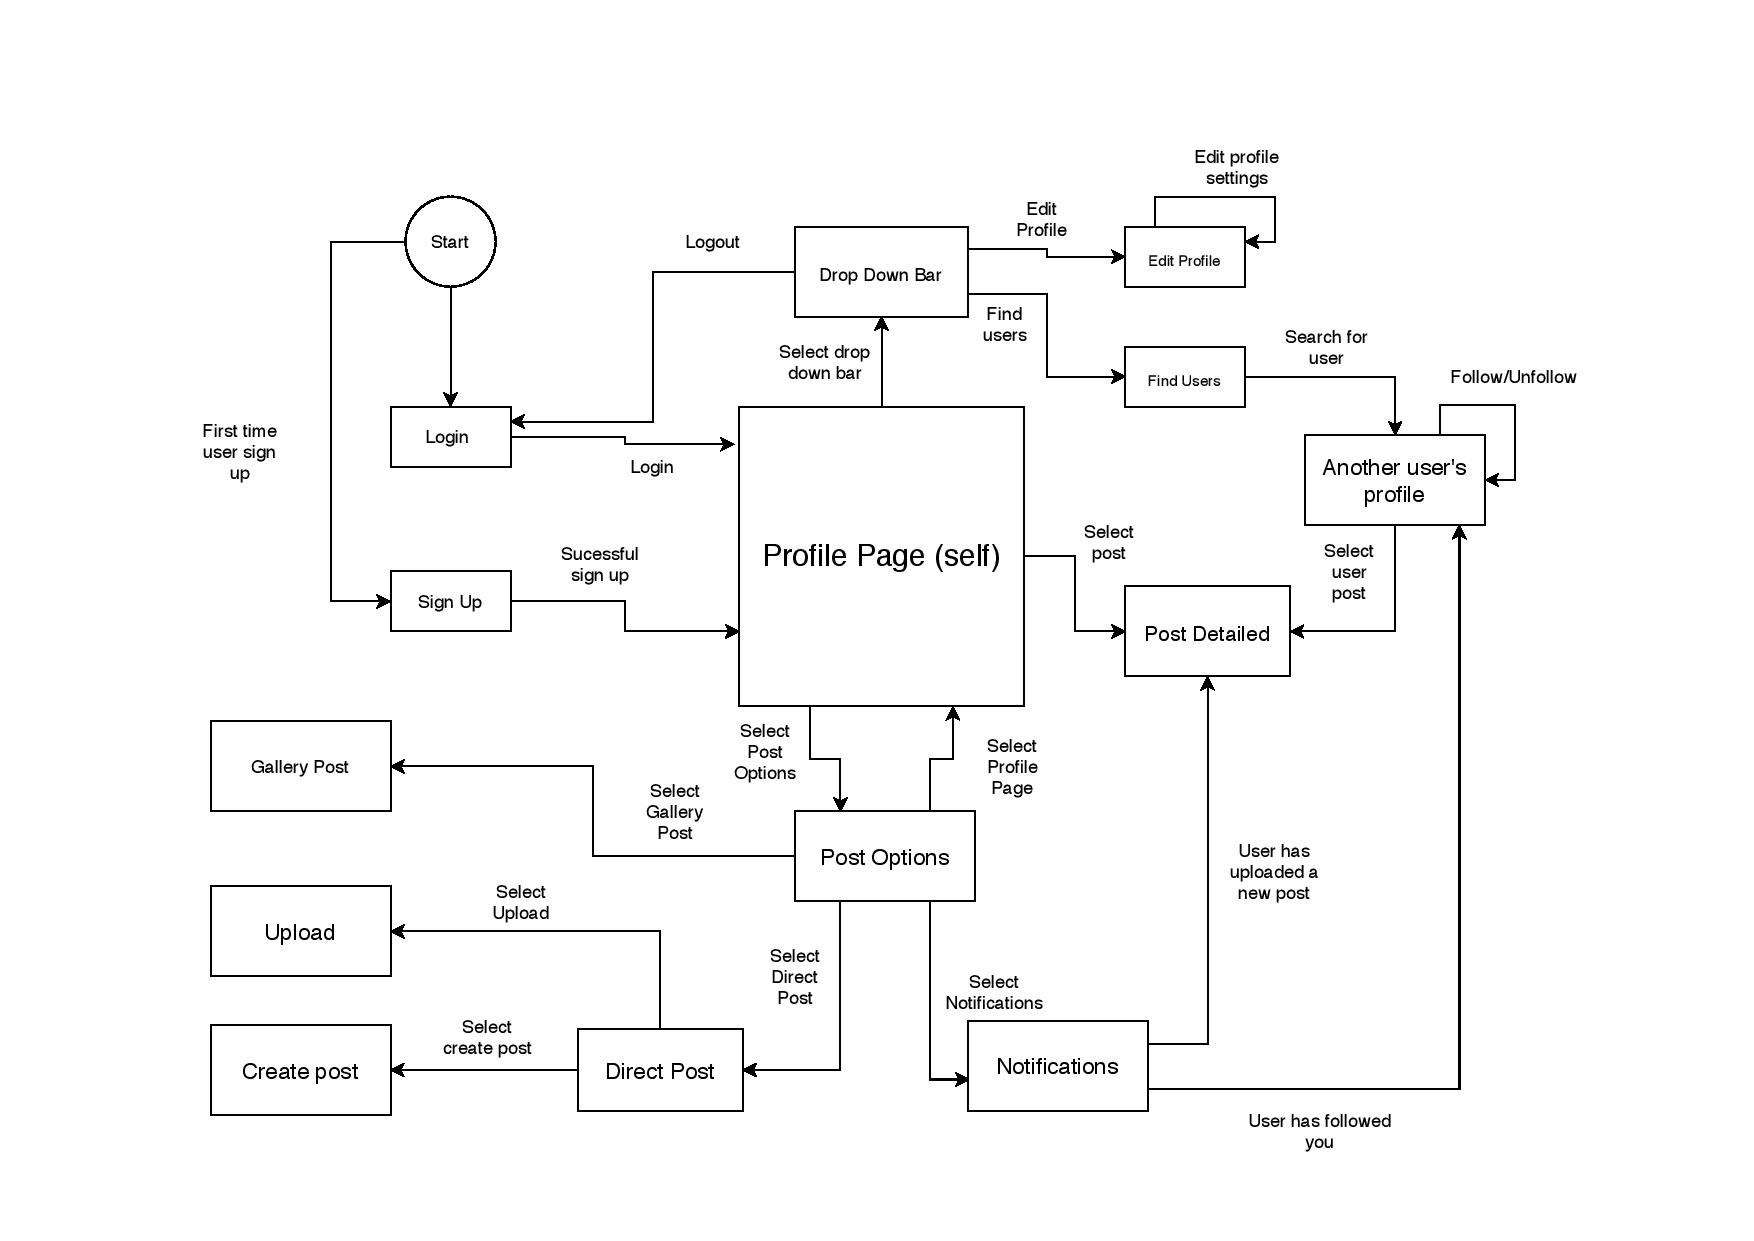 Edit profile
settings
Start
Logout
Drop Down Bar
Edit
Profile
Edit Profile
Find
users
Select drop
down bar
Find Users
Search for
user
Follow/Unfollow
First time
user sign
up
Login
Login
Another user's
profile
Profile Page (self)
Select
post
Select
user
post
Sucessful
sign up
Sign Up
Post Detailed
Gallery Post
Select
Post
Options
Select
Profile
Page
Select
Gallery
Post
Post Options
User has
uploaded a
new post
Select
Upload
Upload
Select
Direct
Post
Select
Notifications
Select
create post
Create post
Direct Post
Notifications
User has followed
you